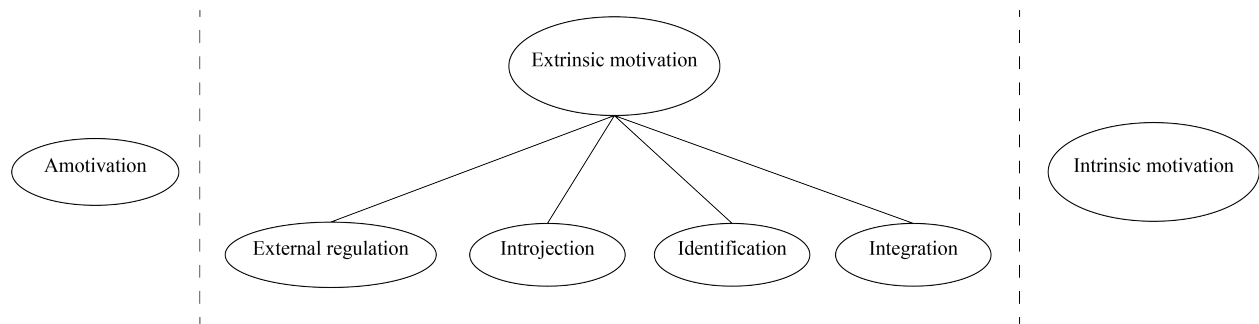 Extrinsic motivation
Amotivation
Intrinsic motivation
External regulation
Introjection
Identification
Integration